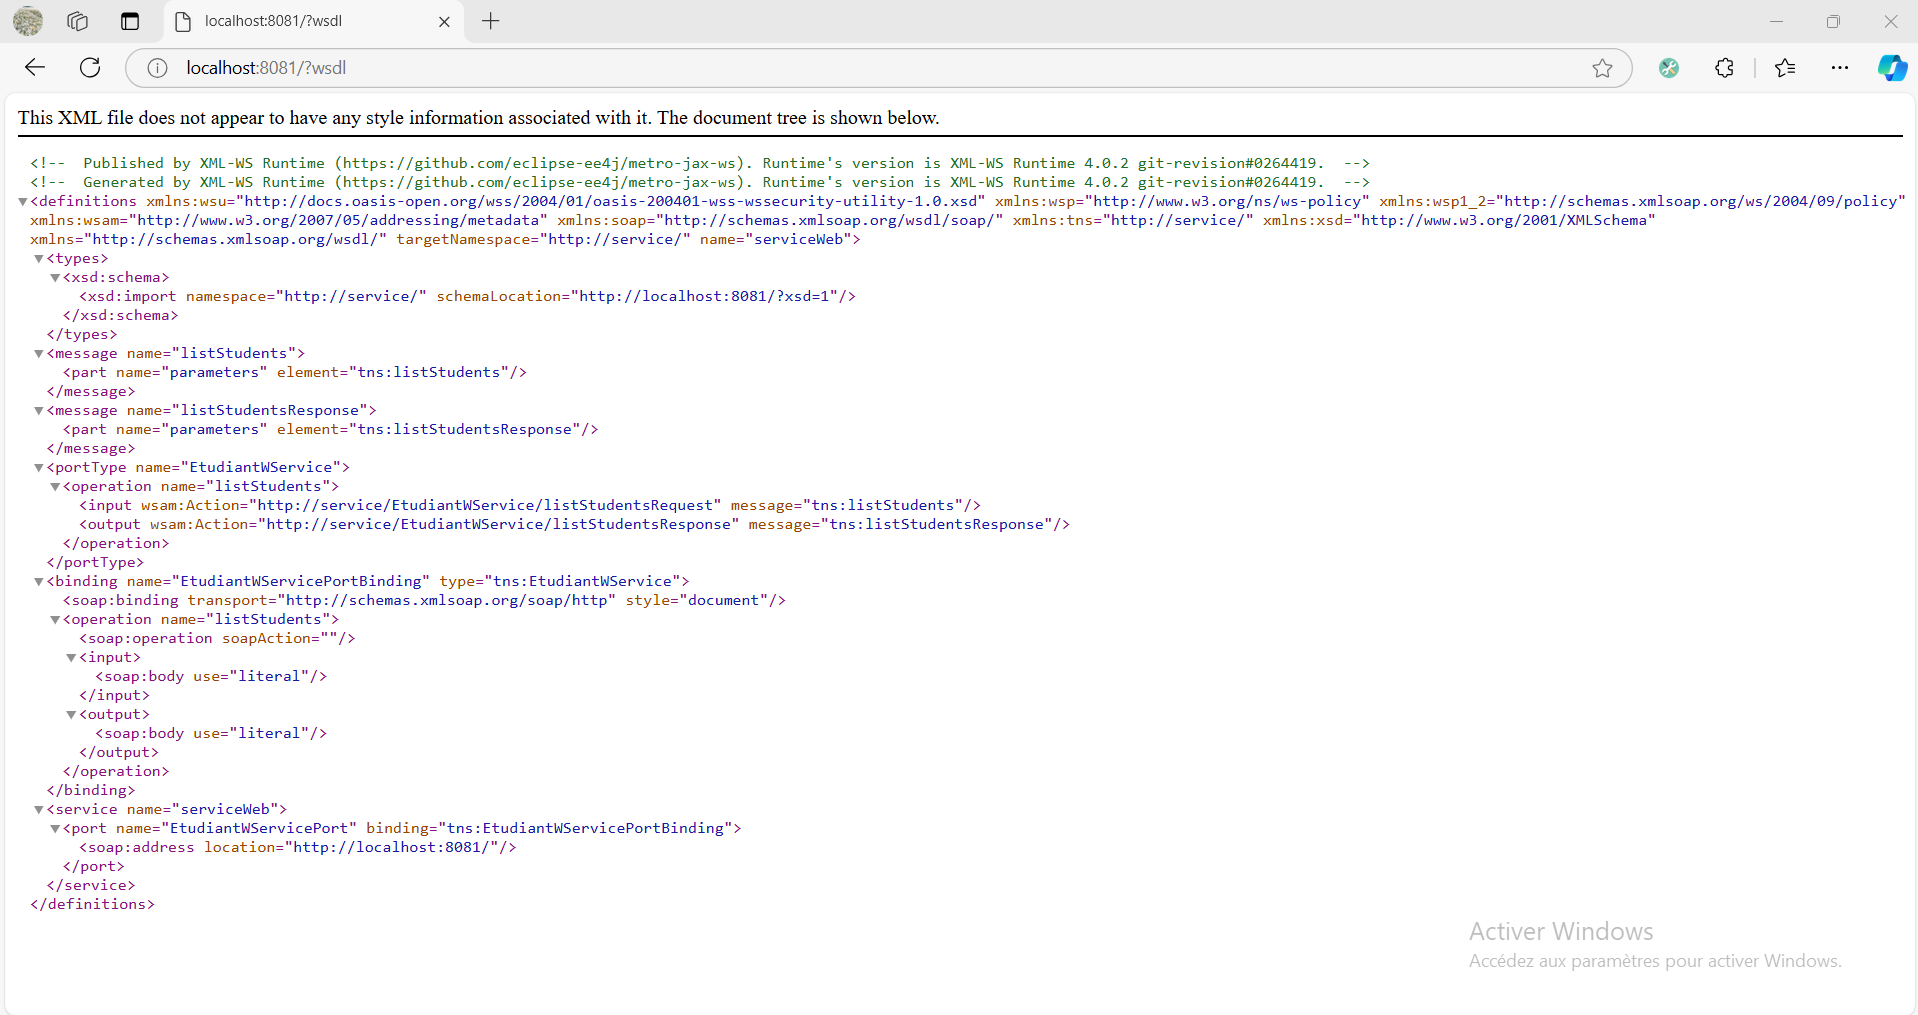 localhost:8081/?wsdl
localhost:8081/?wsdl
This XML file does not appear to have any style information associated with it. The document tree is shown below.
<!-- Published by XML-WS Runtime (https://github.com/eclipse-ee4j/metro-jax-ws). Runtime's version is XML-WS Runtime 4.0.2 git-revision#0264419. -->
<!-- Generated by XML-WS Runtime (https://github.com/eclipse-ee4j/metro-jax-ws). Runtime's version is XML-WS Runtime 4.0.2 git-revision#0264419. -->
▼<definitions xmlns:wsu="http://docs.oasis-open.org/wss/2004/01/oasis-200401-wss-wssecurity-utility-1.0.xsd" xmlns:wsp="http://www.w3.org/ns/ws-policy" xmlns:wsp1_2="http://schemas.xmlsoap.org/ws/2004/09/policy"
xmlns:wsam="http://www.w3.org/2007/05/addressing/metadata" xmlns:soap="http://schemas.xmlsoap.org/wsdl/soap/" xmlns:tns="http://service/" xmlns:xsd="http://www.w3.org/2001/XMLSchema"
xmlns="http://schemas.xmlsoap.org/wsdl/" targetNamespace="http://service/" name="serviceWeb">
▼<types>
▼<xsd:schema>
<xsd:import namespace="http://service/" schemaLocation="http://localhost:8081/?xsd=1"/>
</xsd:schema>
</types>
▼<message name="listStudents">
<part name="parameters" element="tns:listStudents"/>
</message>
▼<message name="listStudentsResponse">
<part name="parameters" element="tns:listStudentsResponse"/>
</message>
▼<portType name="EtudiantWService">
▼<operation name="listStudents">
<input wsam:Action="http://service/EtudiantWService/listStudentsRequest" message="tns:listStudents"/>
<output wsam:Action="http://service/EtudiantWService/listStudentsResponse" message="tns:listStudentsResponse"/>
</operation>
</portType>
▼<binding name="EtudiantWServicePortBinding" type="tns:EtudiantWService">
<soap:binding transport="http://schemas.xmlsoap.org/soap/http" style="document"/>
▼<operation name="listStudents">
<soap:operation soapAction=""/>
▼<input>
<soap:body use="literal"/>
</input>
▼<output>
<soap:body use="literal"/>
</output>
</operation>
</binding>
▼<service name="serviceWeb">
▼<port name="EtudiantWServicePort" binding="tns:EtudiantWServicePortBinding">
<soap:address location="http://localhost:8081/"/>
</port>
</service>
</definitions>
Activer Windows
Accédez aux paramètres pour activer Windows.